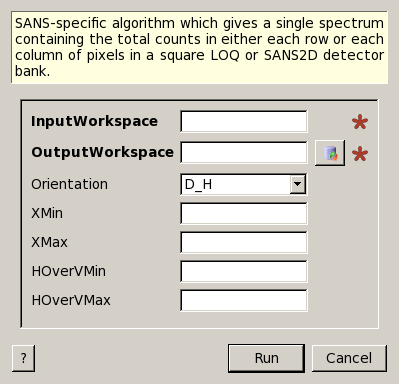 SANS-specific algorithm which gives a single spectrum
containing the total counts in either each row or each
column of pixels in a square LOQ or SANS2D detector
bank.
InputWorkspace
OutputWorkspace
Orientation D_H
XMin
XMax
HOverVMin
HOverVMax
? Run Cancel